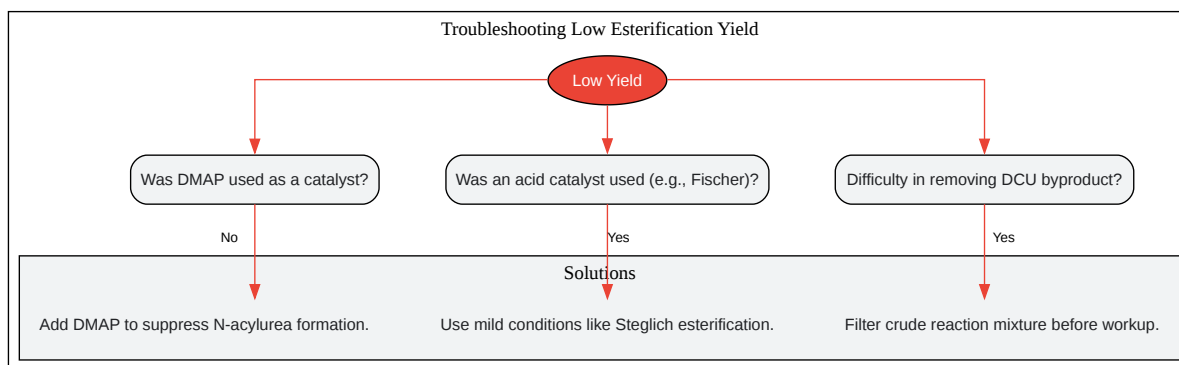 Troubleshooting Low Esterification Yield
Low Yield
Was DMAP used as a catalyst?
Was an acid catalyst used (e.g., Fischer)?
Difficulty in removing DCU byproduct?
No
Yes
Yes
Solutions
Add DMAP to suppress N-acylurea formation.
Use mild conditions like Steglich esterification.
Filter crude reaction mixture before workup.